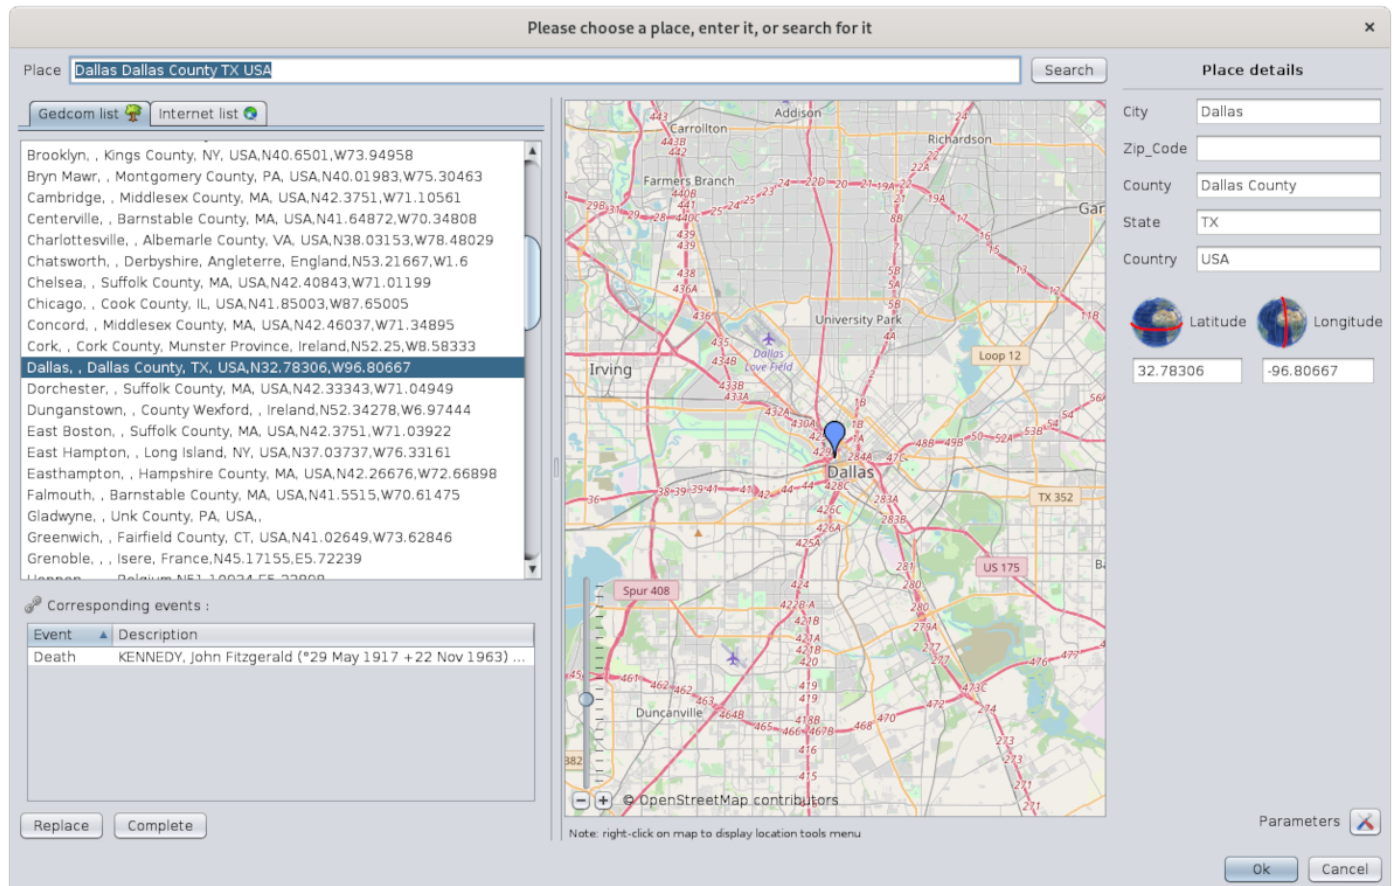 Please choose a place, enter it, or search for it
×
Place
Dallas Dallas County TX USA
Search
Gedcom list
Internet list
Brooklyn, , Kings County, NY, USA,N40.6501,W73.94958
Bryn Mawr, , Montgomery County, PA, USA,N40.01983,W75.30463
Cambridge, , Middlesex County, MA, USA,N42.3751,W71.10561
Centerville, , Barnstable County, MA, USA,N41.64872,W70.34808
Charlottesville, , Albemarle County, VA, USA,N38.03153,W78.48029
Chatsworth, , Derbyshire, Angleterre, England,N53.21667,W1.6
Chelsea, , Suffolk County, MA, USA,N42.40843,W71.01199
Chicago, , Cook County, IL, USA,N41.85003,W87.65005
Concord, , Middlesex County, MA, USA,N42.46037,W71.34895
Cork, , Cork County, Munster Province, Ireland,N52.25,W8.58333
Dallas, , Dallas County, TX, USA,N32.78306,W96.80667
Dorchester, , Suffolk County, MA, USA,N42.33343,W71.04949
Dunganstown, , County Wexford, , Ireland,N52.34278,W6.97444
East Boston, , Suffolk County, MA, USA,N42.3751,W71.03922
East Hampton, , Long Island, NY, USA,N37.03737,W76.33161
Easthampton, , Hampshire County, MA, USA,N42.26676,W72.66898
Falmouth, , Barnstable County, MA, USA,N41.5515,W70.61475
Gladwyne, , Unk County, PA, USA,,
Greenwich, , Fairfield County, CT, USA,N41.02649,W73.62846
Grenoble, , , Isere, France,N45.17155,E5.72239
Corresponding events :
Event
Description
Death
KENNEDY, John Fitzgerald (°29 May 1917 +22 Nov 1963) ...
Replace
Complete
Addison
Carrollton
Richardson
Farmers Branch
Gar
University Park
Dallas
Love Field
Loop 12
Irving
Dallas
TX 352
US 175
Spur 408
Duncanville
382
© OpenStreetMap contributors
Note: right-click on map to display location tools menu
Place details
City
Dallas
Zip_Code
County
Dallas County
State
TX
Country
USA
Latitude
Longitude
32.78306
-96.80667
Parameters
Ok
Cancel